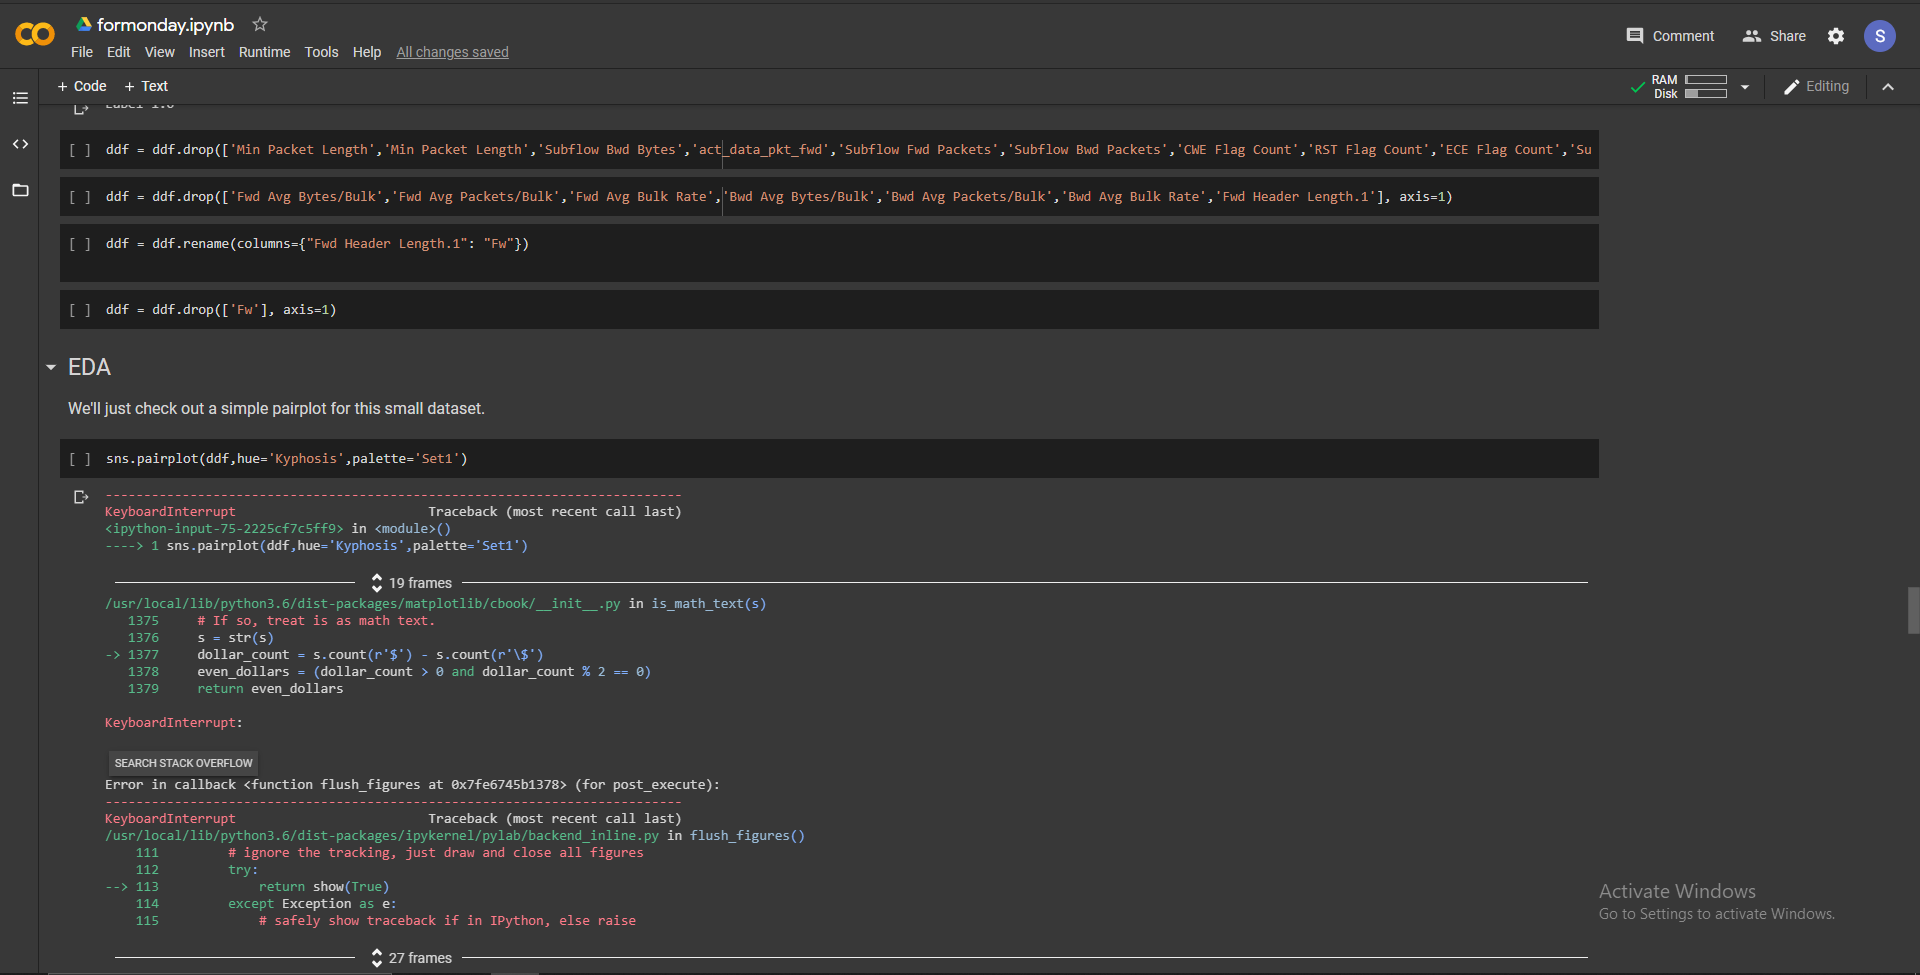 formonday.ipynb
File Edit View Insert Runtime Tools Help All changes saved
Comment Share S
+ Code + Text
RAM
Disk
Editing
[ ] ddf = ddf.drop(['Min Packet Length','Min Packet Length','Subflow Bwd Bytes','act_data_pkt_fwd','Subflow Fwd Packets','Subflow Bwd Packets','CWE Flag Count','RST Flag Count','ECE Flag Count','Su
[ ] ddf = ddf.drop(['Fwd Avg Bytes/Bulk','Fwd Avg Packets/Bulk','Fwd Avg Bulk Rate','Bwd Avg Bytes/Bulk','Bwd Avg Packets/Bulk','Bwd Avg Bulk Rate','Fwd Header Length.1'], axis=1)
[ ] ddf = ddf.rename(columns={"Fwd Header Length.1": "Fw"})
[ ] ddf = ddf.drop(['Fw'], axis=1)
EDA
We'll just check out a simple pairplot for this small dataset.
[ ] sns.pairplot(ddf,hue='Kyphosis',palette='Set1')
---------------------------------------------------------------------------
KeyboardInterrupt Traceback (most recent call last)
<ipython-input-75-2225cf7c5ff9> in <module>()
----> 1 sns.pairplot(ddf,hue='Kyphosis',palette='Set1')
19 frames
/usr/local/lib/python3.6/dist-packages/matplotlib/cbook/__init__.py in is_math_text(s)
1375 # If so, treat is as math text.
1376 s = str(s)
-> 1377 dollar_count = s.count(r'$') - s.count(r'\$')
1378 even_dollars = (dollar_count > 0 and dollar_count % 2 == 0)
1379 return even_dollars
KeyboardInterrupt:
SEARCH STACK OVERFLOW
Error in callback <function flush_figures at 0x7fe6745b1378> (for post_execute):
---------------------------------------------------------------------------
KeyboardInterrupt Traceback (most recent call last)
/usr/local/lib/python3.6/dist-packages/ipykernel/pylab/backend_inline.py in flush_figures()
111 # ignore the tracking, just draw and close all figures
112 try:
--> 113 return show(True)
114 except Exception as e:
115 # safely show traceback if in IPython, else raise
27 frames
Activate Windows
Go to Settings to activate Windows.